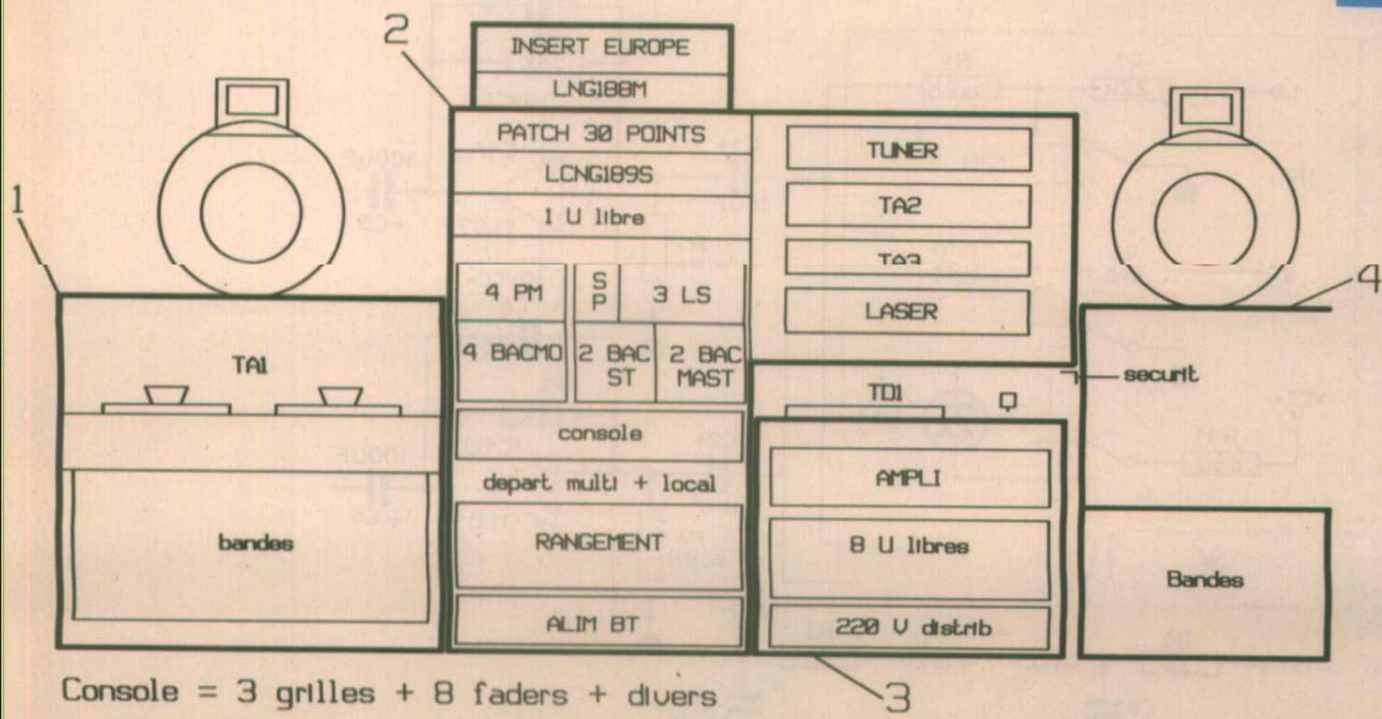 2
INSERT EUROPE
LNG188M
PATCH 30 POINTS
LCNG189S
1 U libre
TUNER
TA2
TA3
LASER
1
4
4 PM
SP
3 LS
4 BACMO
2 BAC ST
2 BAC MAST
TA1
securit
TD1
console
depart multi + local
AMPLI
bandes
RANGEMENT
8 U libres
Bandes
ALIM BT
220 V distrib
3
Console = 3 grilles + 8 faders + divers